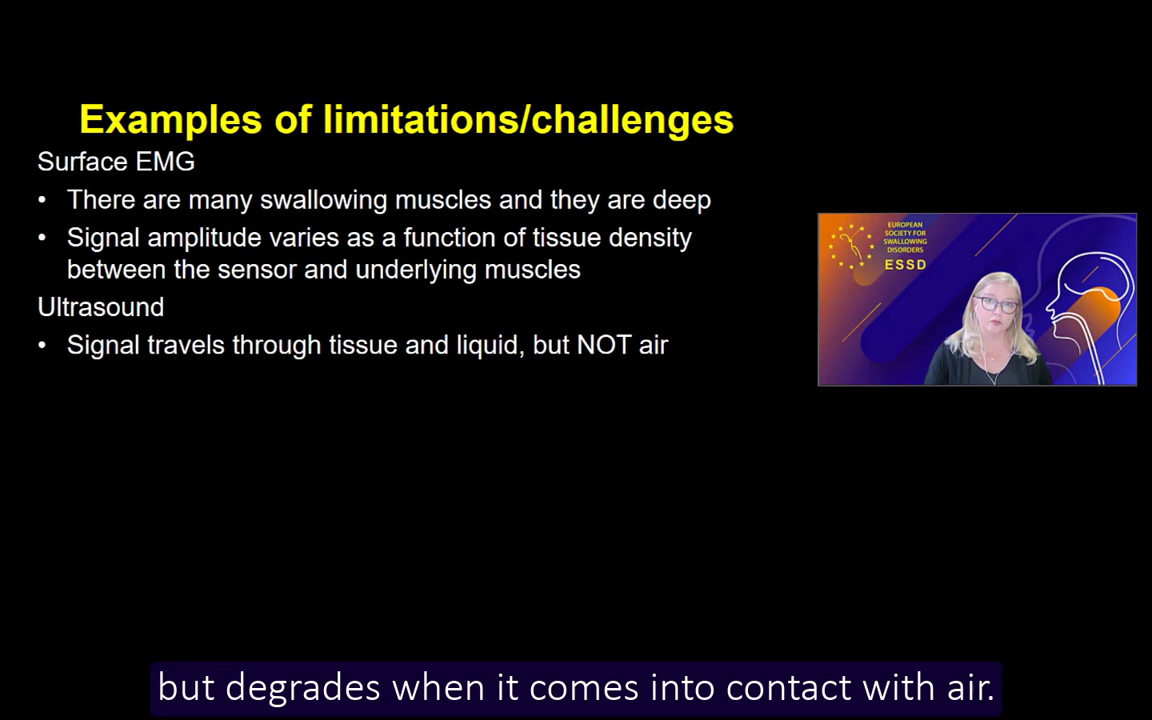 Examples of limitations/challenges
Surface EMG
• There are many swallowing muscles and they are deep
• Signal amplitude varies as a function of tissue density
between the sensor and underlying muscles
Ultrasound
• Signal travels through tissue and liquid, but NOT air
EUROPEAN
SOCIETY FOR
SWALLOWING
DISORDERS
ESSD
but degrades when it comes into contact with air.